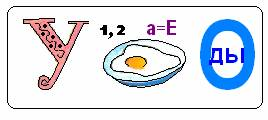 У 1, 2 а=Е О ды